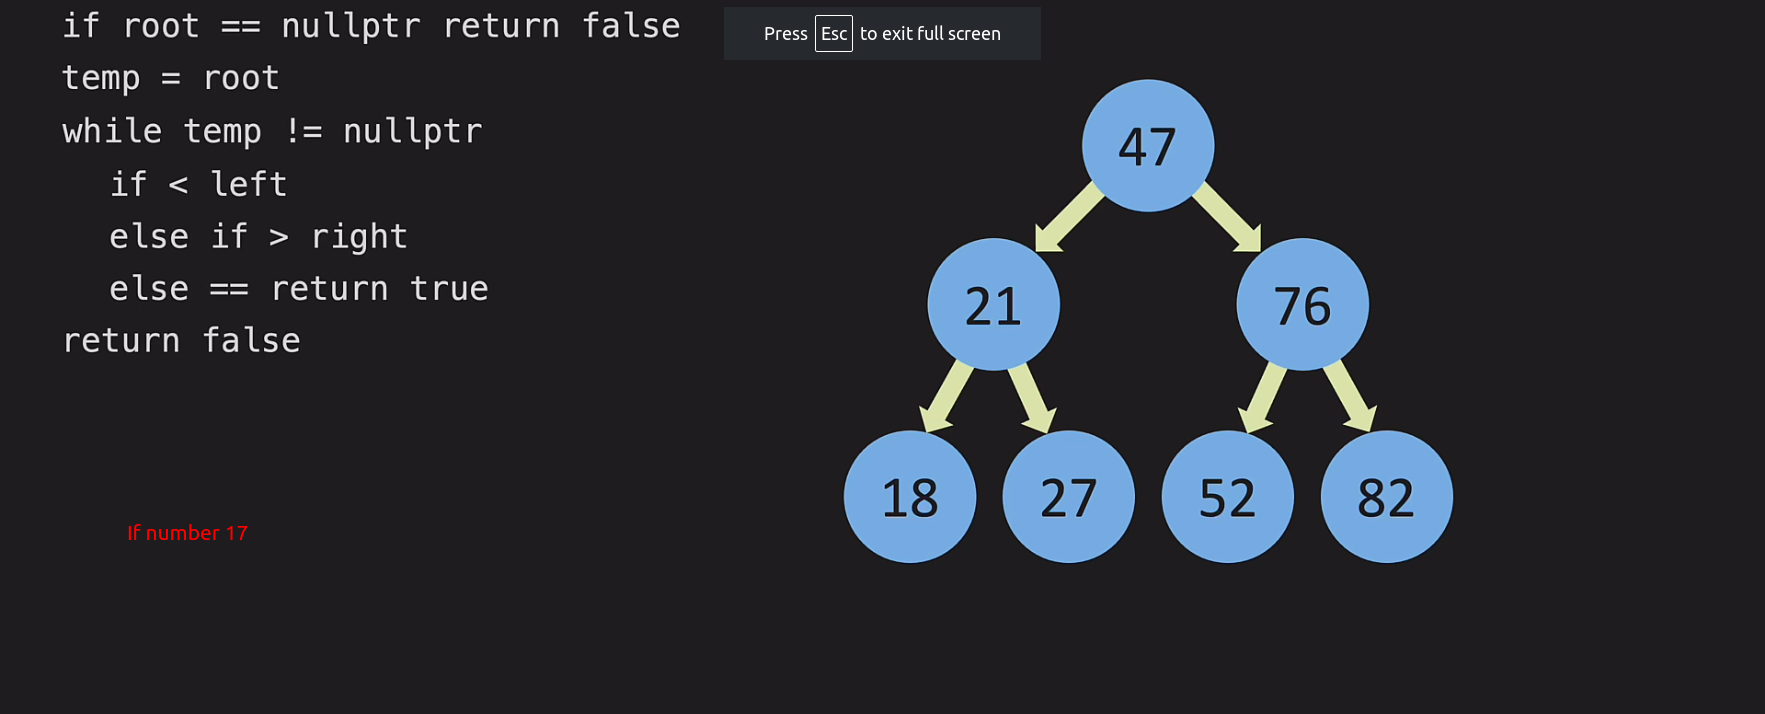 if root == nullptr return false
temp = root
while temp != nullptr
if < left
else if > right
else == return true
return false
If number 17
Press Esc to exit full screen
47
21 76
18 27 52 82